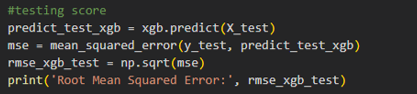 #testing score
predict_test_xgb = xgb.predict(X_test)
mse = mean_squared_error(y_test, predict_test_xgb)
rmse_xgb_test = np.sqrt(mse)
print('Root Mean Squared Error:', rmse_xgb_test)